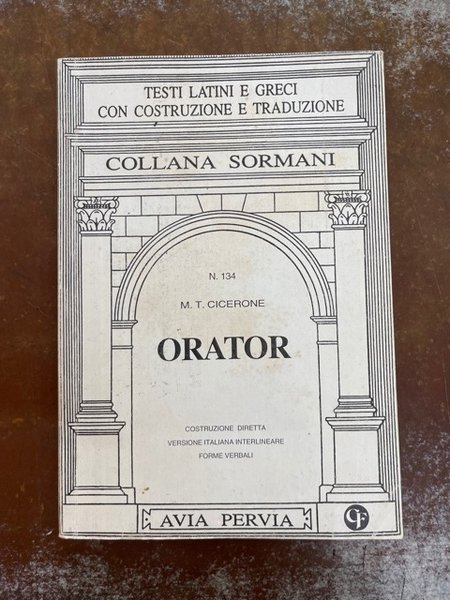 TESTI LATINI E GRECI
CON COSTRUZIONE E TRADUZIONE
COLLANA SORMANI
N. 134
M. T. CICERONE
ORATOR
COSTRUZIONE DIRETTA
VERSIONE ITALIANA INTERLINEARE
FORME VERBALI
AVIA PERVIA